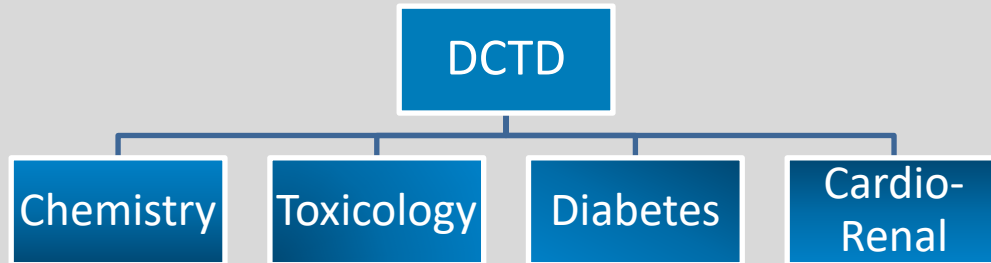 DCTD
Chemistry
Toxicology
Diabetes
Cardio-
Renal